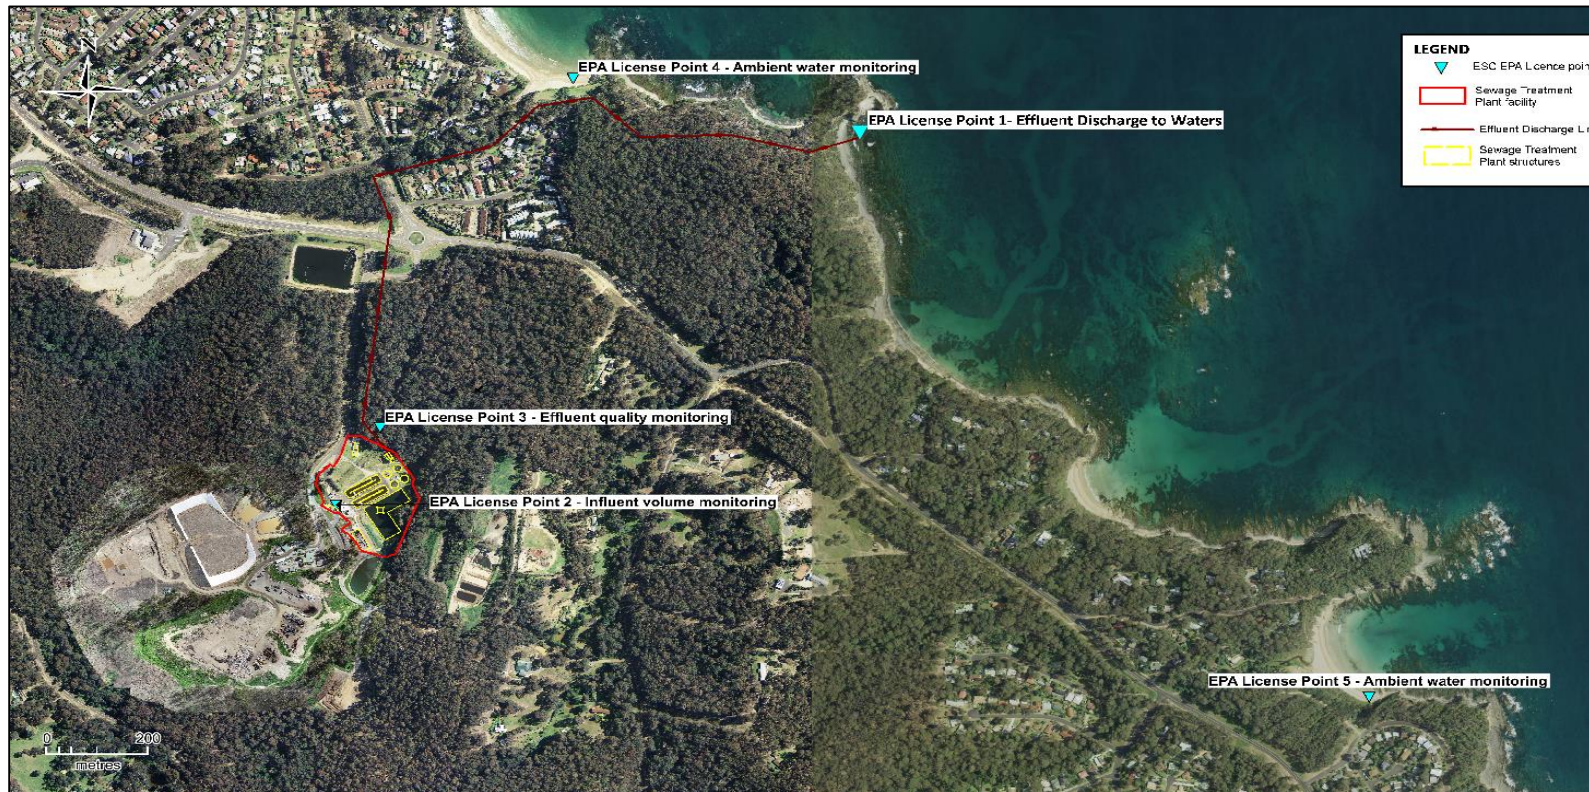 N
EPA License Point 4 - Ambient water monitoring
EPA License Point 1- Effluent Discharge to Waters
LEGEND
ESC EPA Licence poin
Sewage Treatment
Plant facility
Effluent Discharge Li
Sewage Treatment
Plant structures
EPA License Point 3 - Effluent quality monitoring
EPA License Point 2 - Influent volume monitoring
EPA License Point 5 - Ambient water monitoring
0 200
metres